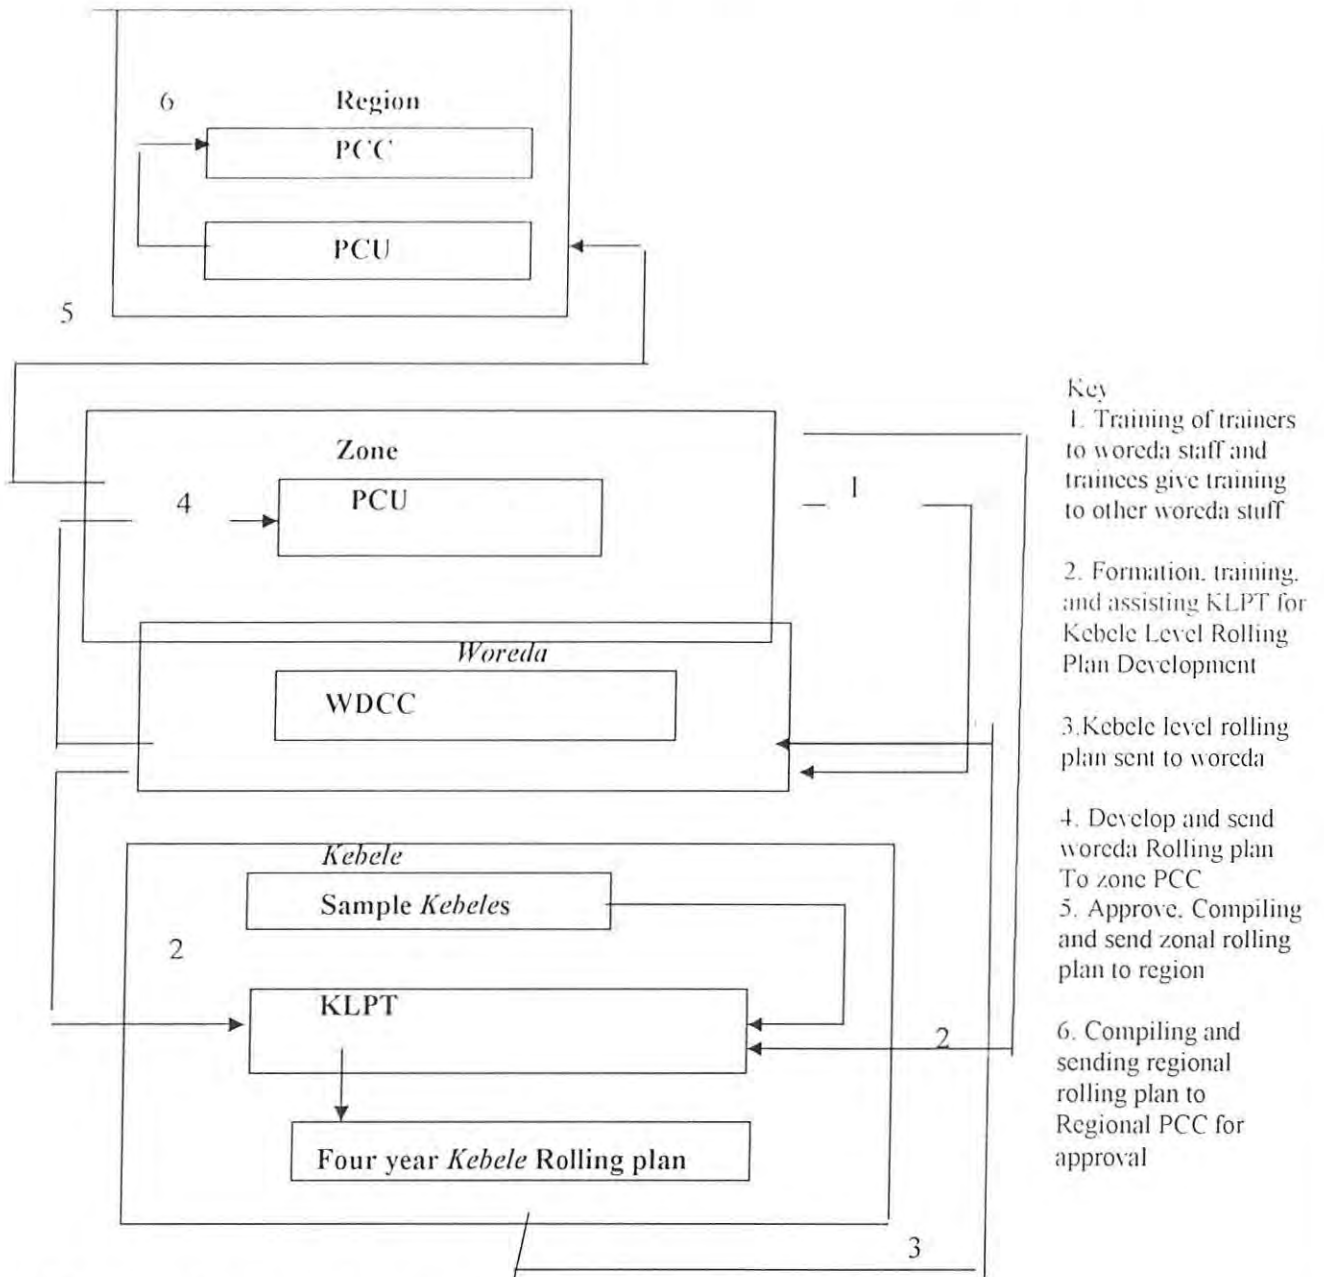 6
Region
PCC
PCU
5
Zone
PCU
4
1
Woreda
WDCC
Kebele
Sample Kebeles
2
KLPT
2
Four year Kebele Rolling plan
3
Key
1. Training of trainers
to woreda staff and
trainees give training
to other woreda stuff
2. Formation, training,
and assisting KLPT for
Kebele Level Rolling
Plan Development
3.Kebele level rolling
plan sent to woreda
4. Develop and send
woreda Rolling plan
To zone PCC
5. Approve, Compiling
and send zonal rolling
plan to region
6. Compiling and
sending regional
rolling plan to
Regional PCC for
approval